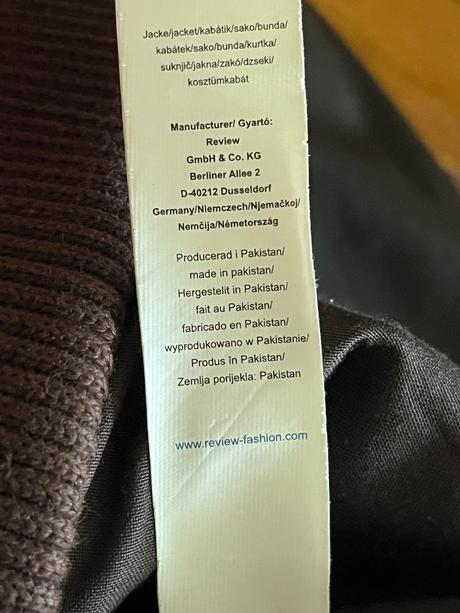 Jacke/jacket/kabátik/sako/bunda/
kabátek/sako/bunda/kurtka/
suknjič/jakna/zakó/dzseki/
kosztümkabát
Manufacturer/ Gyartó:
Review
GmbH & Co. KG
Berliner Allee 2
D-40212 Dusseldorf
Germany/Niemczech/Njemačkoj/
Nemčija/Németország
Producerad i Pakistan/
made in pakistan/
Hergestelit in Pakistan/
fait au Pakistan/
fabricado en Pakistan/
wyprodukowano w Pakistanie/
Produs în Pakistan/
Zemlja porijekla: Pakistan
www.review-fashion.com